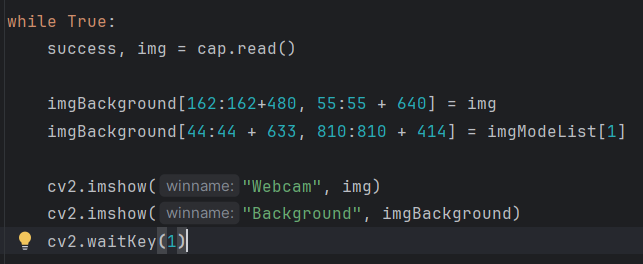 while True:
success, img = cap.read()
imgBackground[162:162+480, 55:55 + 640] = img
imgBackground[44:44 + 633, 810:810 + 414] = imgModeList[1]
cv2.imshow( winname: "Webcam", img)
cv2.imshow( winname: "Background", imgBackground)
cv2.waitKey(1)